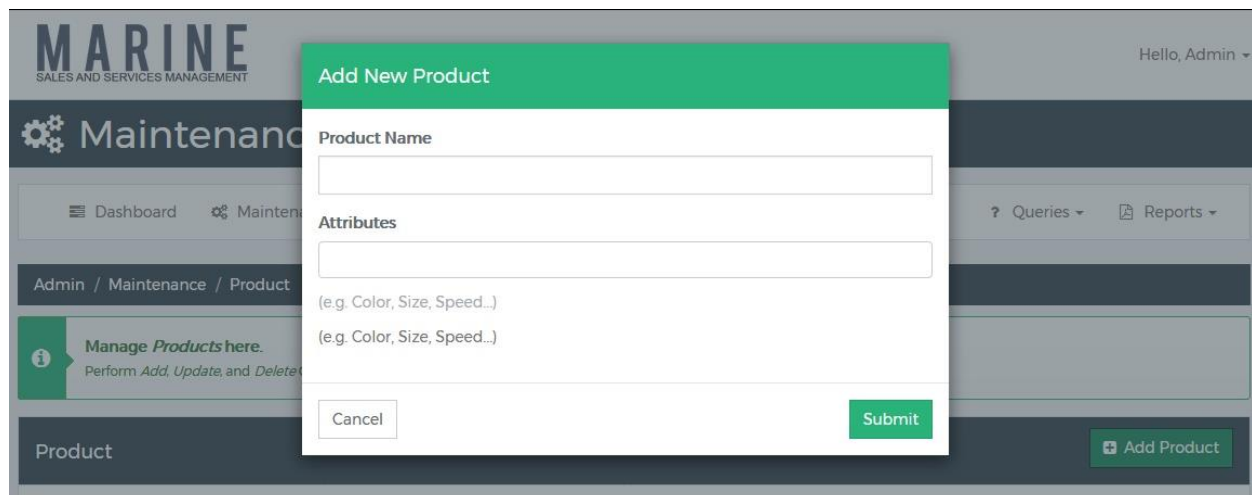 MARINE
SALES AND SERVICES MANAGEMENT
Hello, Admin
Maintenanc
Dashboard Maintena
? Queries Reports
Admin / Maintenance / Product
Manage Products here.
Perform Add, Update, and Delete
Product
Add Product
Add New Product
Product Name
Attributes
(e.g. Color, Size, Speed...)
(e.g. Color, Size, Speed...)
Cancel
Submit